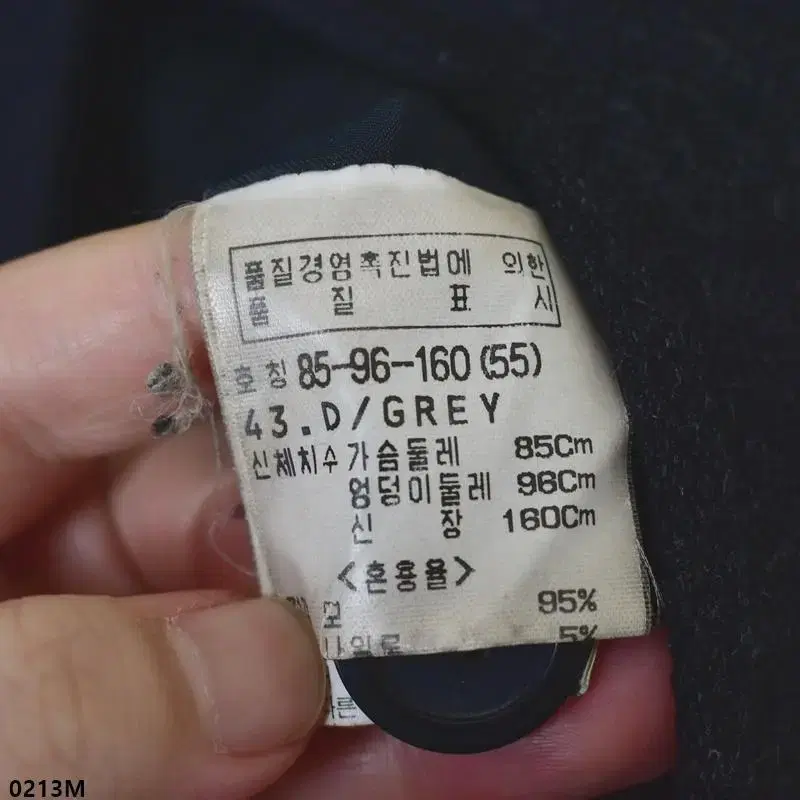 품질경영촉진법에 의한
품 질 표 시
호칭 85-96-160 (55)
43.D/GREY
신체치수 가슴둘레 85Cm
엉덩이둘레 96Cm
신 장 160Cm
<혼용율>
모 95%
나일론 5%
0213M